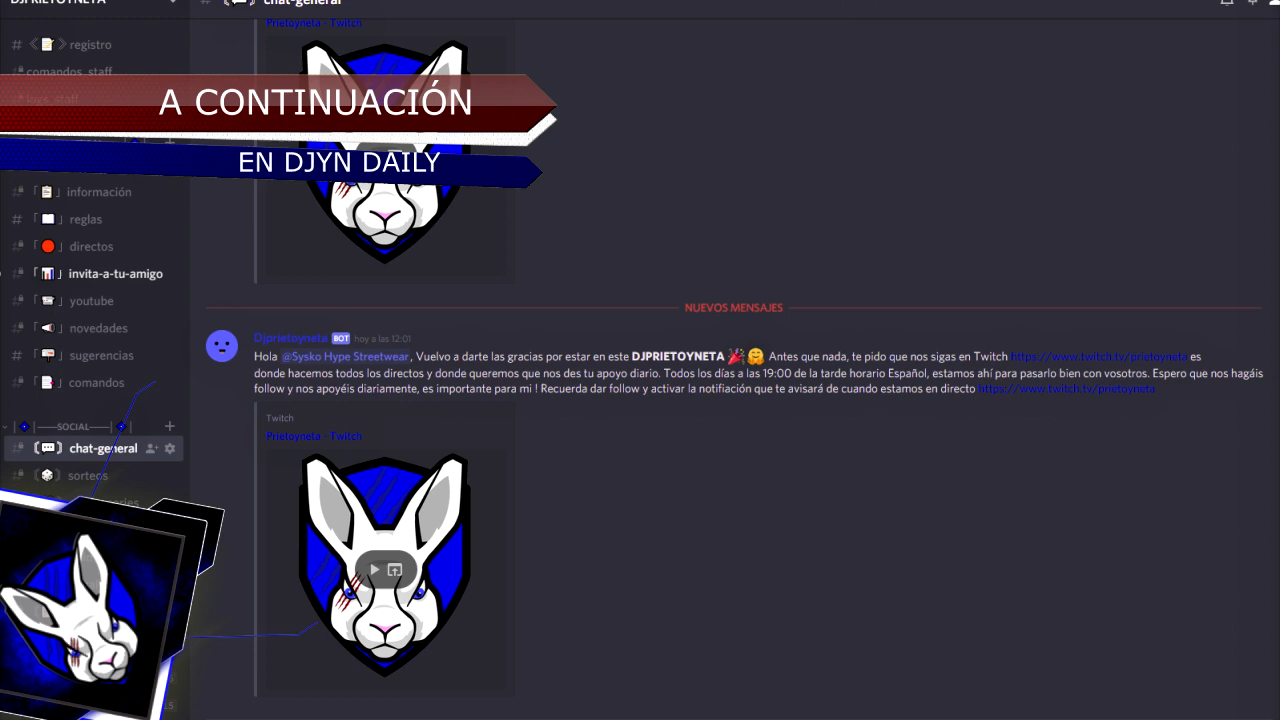 DJPRIETOYNETA
# chat-general
# 《 》 registro
comandos_staff
A CONTINUACIÓN
EN DJYN DAILY
「 」 información
# 「 」 reglas
「 」 directos
「 」 invita-a-tu-amigo
「 」 youtube
「 」 novedades
# 「 」 sugerencias
「 」 comandos
SOCIAL
chat-general
sorteos
Prietoyneta - Twitch
NUEVOS MENSAJES
Djprietoyneta BOT hoy a las 12:01
Hola @Sysko Hype Streetwear, Vuelvo a darte las gracias por estar en este DJPRIETOYNETA 🎉 🤗 Antes que nada, te pido que nos sigas en Twitch https://www.twitch.tv/prietoyneta es
donde hacemos todos los directos y donde queremos que nos des tu apoyo diario. Todos los días a las 19:00 de la tarde horario Español, estamos ahí para pasarlo bien con vosotros. Espero que nos hagáis
follow y nos apoyéis diariamente, es importante para mi ! Recuerda dar follow y activar la notifiación que te avisará de cuando estamos en directo https://www.twitch.tv/prietoyneta
Twitch
Prietoyneta - Twitch